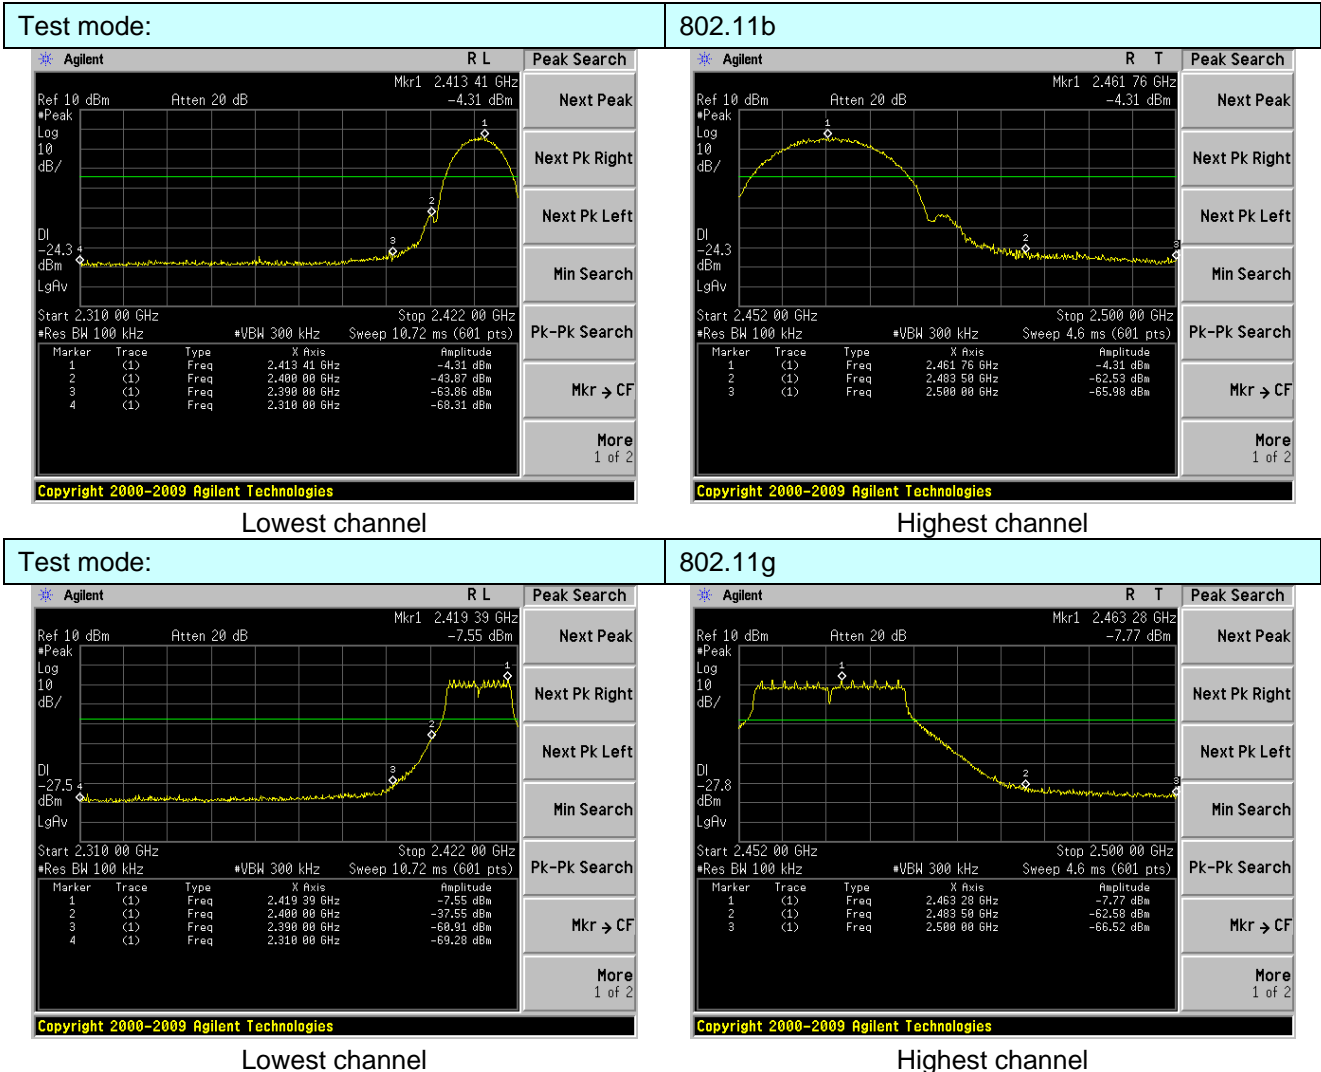 Test mode:
802.11b
Agilent
R L
Peak Search
Mkr1 2.413 41 GHz
Ref 10 dBm
Atten 20 dB
-4.31 dBm
#Peak
Log
10
dB/
1
2
3
4
DI
-24.3
dBm
LgAv
Start 2.310 00 GHz
Stop 2.422 00 GHz
#Res BW 100 kHz
#VBW 300 kHz
Sweep 10.72 ms (601 pts)
Marker Trace Type X Axis Amplitude
1 (1) Freq 2.413 41 GHz -4.31 dBm
2 (1) Freq 2.400 00 GHz -43.87 dBm
3 (1) Freq 2.390 00 GHz -63.86 dBm
4 (1) Freq 2.310 00 GHz -68.31 dBm
Next Peak
Next Pk Right
Next Pk Left
Min Search
Pk-Pk Search
Mkr → CF
More
1 of 2
Copyright 2000-2009 Agilent Technologies
Lowest channel
Agilent
R T
Peak Search
Mkr1 2.461 76 GHz
Ref 10 dBm
Atten 20 dB
-4.31 dBm
#Peak
Log
10
dB/
1
2
3
DI
-24.3
dBm
LgAv
Start 2.452 00 GHz
Stop 2.500 00 GHz
#Res BW 100 kHz
#VBW 300 kHz
Sweep 4.6 ms (601 pts)
Marker Trace Type X Axis Amplitude
1 (1) Freq 2.461 76 GHz -4.31 dBm
2 (1) Freq 2.483 50 GHz -62.53 dBm
3 (1) Freq 2.500 00 GHz -65.98 dBm
Next Peak
Next Pk Right
Next Pk Left
Min Search
Pk-Pk Search
Mkr → CF
More
1 of 2
Copyright 2000-2009 Agilent Technologies
Highest channel
Test mode:
802.11g
Agilent
R L
Peak Search
Mkr1 2.419 39 GHz
Ref 10 dBm
Atten 20 dB
-7.55 dBm
#Peak
Log
10
dB/
1
2
3
4
DI
-27.5
dBm
LgAv
Start 2.310 00 GHz
Stop 2.422 00 GHz
#Res BW 100 kHz
#VBW 300 kHz
Sweep 10.72 ms (601 pts)
Marker Trace Type X Axis Amplitude
1 (1) Freq 2.419 39 GHz -7.55 dBm
2 (1) Freq 2.400 00 GHz -37.55 dBm
3 (1) Freq 2.390 00 GHz -60.91 dBm
4 (1) Freq 2.310 00 GHz -69.28 dBm
Next Peak
Next Pk Right
Next Pk Left
Min Search
Pk-Pk Search
Mkr → CF
More
1 of 2
Copyright 2000-2009 Agilent Technologies
Lowest channel
Agilent
R T
Peak Search
Mkr1 2.463 28 GHz
Ref 10 dBm
Atten 20 dB
-7.77 dBm
#Peak
Log
10
dB/
1
2
3
DI
-27.8
dBm
LgAv
Start 2.452 00 GHz
Stop 2.500 00 GHz
#Res BW 100 kHz
#VBW 300 kHz
Sweep 4.6 ms (601 pts)
Marker Trace Type X Axis Amplitude
1 (1) Freq 2.463 28 GHz -7.77 dBm
2 (1) Freq 2.483 50 GHz -62.58 dBm
3 (1) Freq 2.500 00 GHz -66.52 dBm
Next Peak
Next Pk Right
Next Pk Left
Min Search
Pk-Pk Search
Mkr → CF
More
1 of 2
Copyright 2000-2009 Agilent Technologies
Highest channel